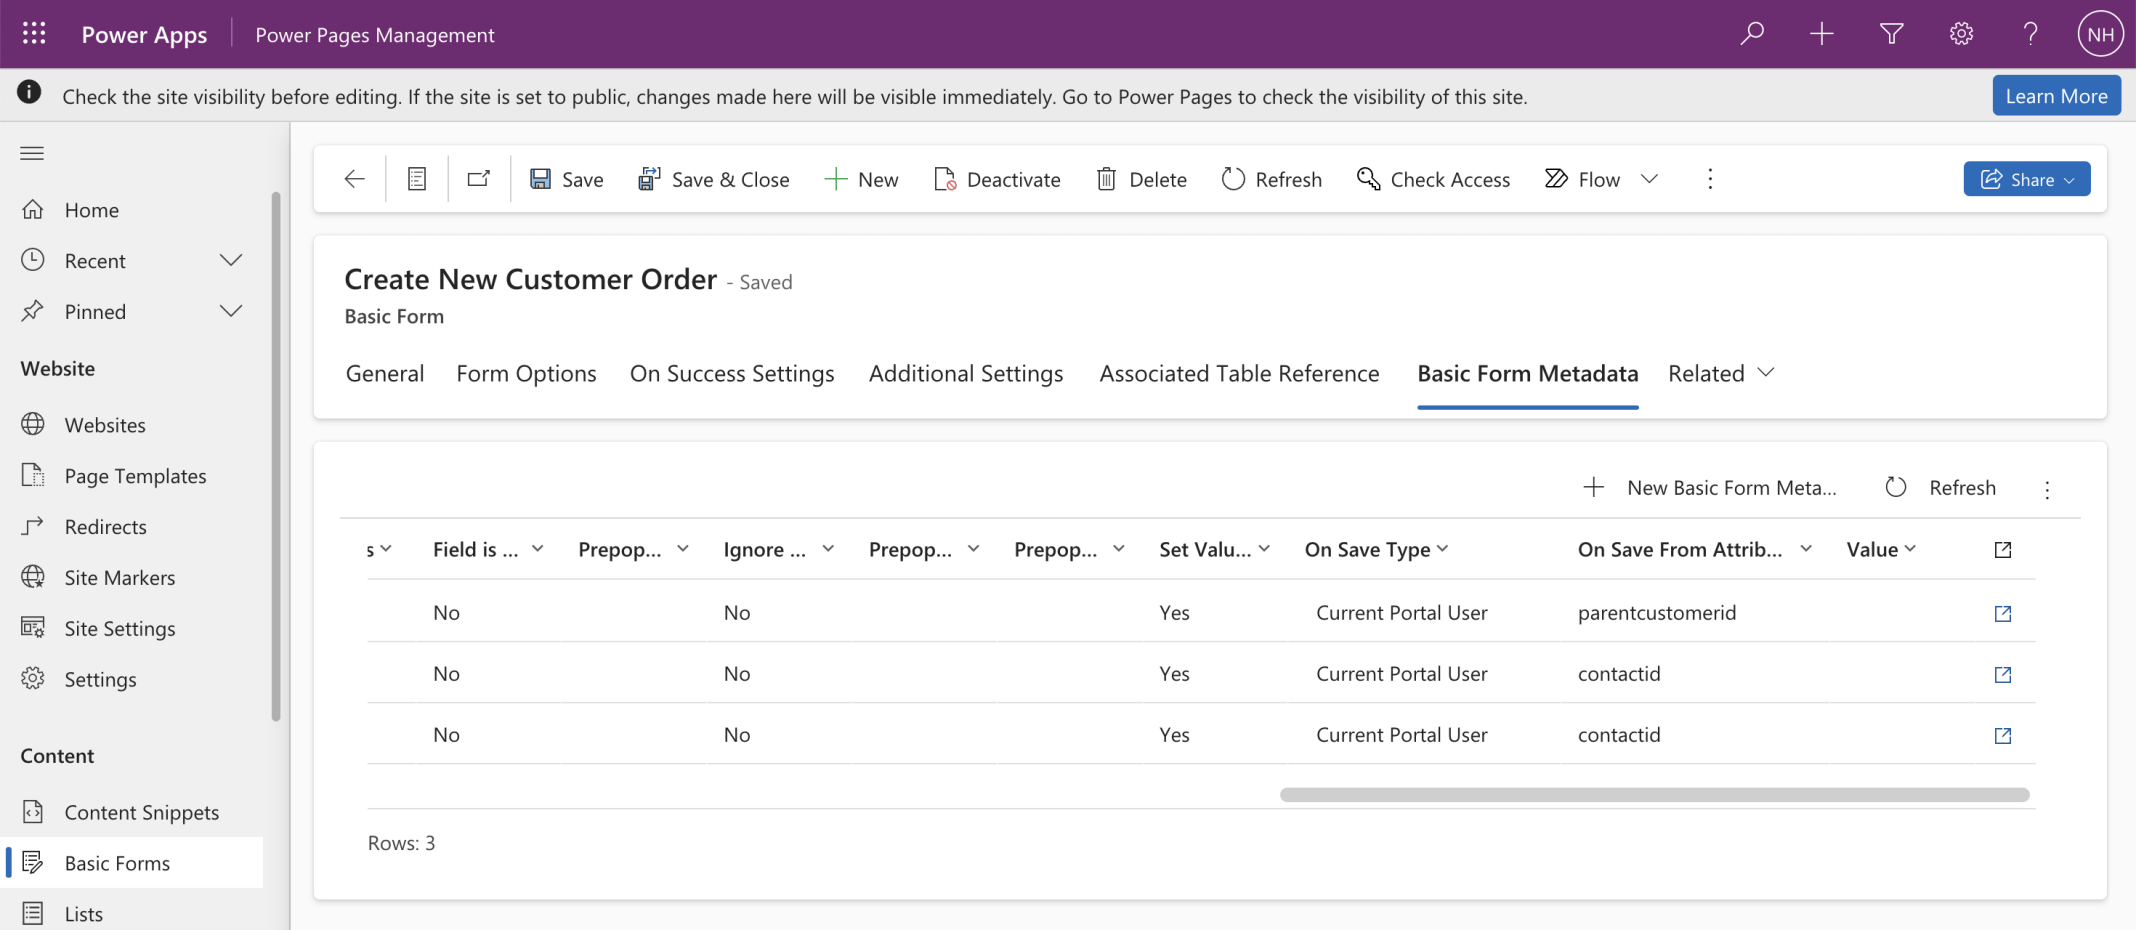 Power Apps
Power Pages Management
NH
Check the site visibility before editing. If the site is set to public, changes made here will be visible immediately. Go to Power Pages to check the visibility of this site.
Learn More
Home
Recent
Pinned
Website
Websites
Page Templates
Redirects
Site Markers
Site Settings
Settings
Content
Content Snippets
Basic Forms
Lists
Save
Save & Close
New
Deactivate
Delete
Refresh
Check Access
Flow
Share
Create New Customer Order - Saved
Basic Form
General
Form Options
On Success Settings
Additional Settings
Associated Table Reference
Basic Form Metadata
Related
New Basic Form Meta...
Refresh
s Field is ... Prepop... Ignore ... Prepop... Prepop... Set Valu... On Save Type On Save From Attrib... Value
No No Yes Current Portal User parentcustomerid
No No Yes Current Portal User contactid
No No Yes Current Portal User contactid
Rows: 3